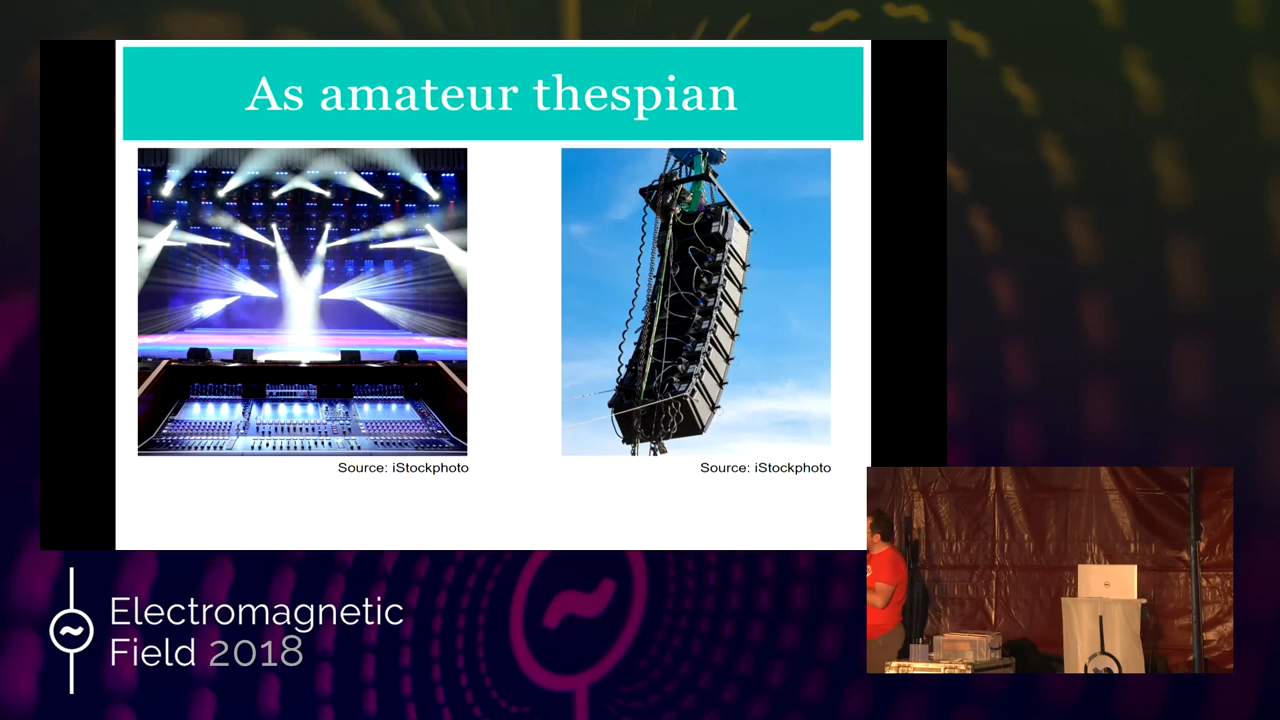 As amateur thespian
Source: iStockphoto
Source: iStockphoto
Electromagnetic
Field 2018